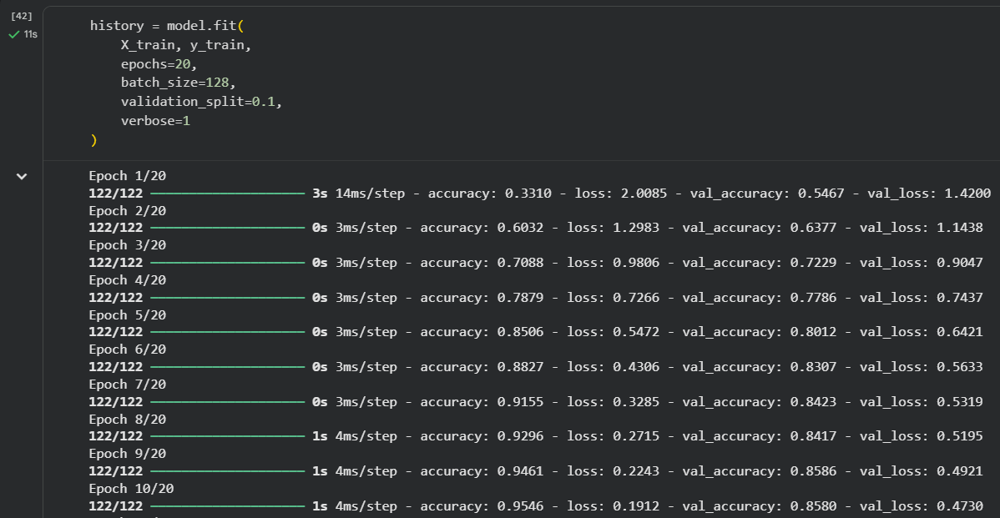 [42]
11s
history = model.fit(
X_train, y_train,
epochs=20,
batch_size=128,
validation_split=0.1,
verbose=1
)
Epoch 1/20
122/122 ━━━━━━━━━━━━━━━━━━━━ 3s 14ms/step - accuracy: 0.3310 - loss: 2.0085 - val_accuracy: 0.5467 - val_loss: 1.4200
Epoch 2/20
122/122 ━━━━━━━━━━━━━━━━━━━━ 0s 3ms/step - accuracy: 0.6032 - loss: 1.2983 - val_accuracy: 0.6377 - val_loss: 1.1438
Epoch 3/20
122/122 ━━━━━━━━━━━━━━━━━━━━ 0s 3ms/step - accuracy: 0.7088 - loss: 0.9806 - val_accuracy: 0.7229 - val_loss: 0.9047
Epoch 4/20
122/122 ━━━━━━━━━━━━━━━━━━━━ 0s 3ms/step - accuracy: 0.7879 - loss: 0.7266 - val_accuracy: 0.7786 - val_loss: 0.7437
Epoch 5/20
122/122 ━━━━━━━━━━━━━━━━━━━━ 0s 3ms/step - accuracy: 0.8506 - loss: 0.5472 - val_accuracy: 0.8012 - val_loss: 0.6421
Epoch 6/20
122/122 ━━━━━━━━━━━━━━━━━━━━ 0s 3ms/step - accuracy: 0.8827 - loss: 0.4306 - val_accuracy: 0.8307 - val_loss: 0.5633
Epoch 7/20
122/122 ━━━━━━━━━━━━━━━━━━━━ 0s 3ms/step - accuracy: 0.9155 - loss: 0.3285 - val_accuracy: 0.8423 - val_loss: 0.5319
Epoch 8/20
122/122 ━━━━━━━━━━━━━━━━━━━━ 1s 4ms/step - accuracy: 0.9296 - loss: 0.2715 - val_accuracy: 0.8417 - val_loss: 0.5195
Epoch 9/20
122/122 ━━━━━━━━━━━━━━━━━━━━ 1s 4ms/step - accuracy: 0.9461 - loss: 0.2243 - val_accuracy: 0.8586 - val_loss: 0.4921
Epoch 10/20
122/122 ━━━━━━━━━━━━━━━━━━━━ 1s 4ms/step - accuracy: 0.9546 - loss: 0.1912 - val_accuracy: 0.8580 - val_loss: 0.4730